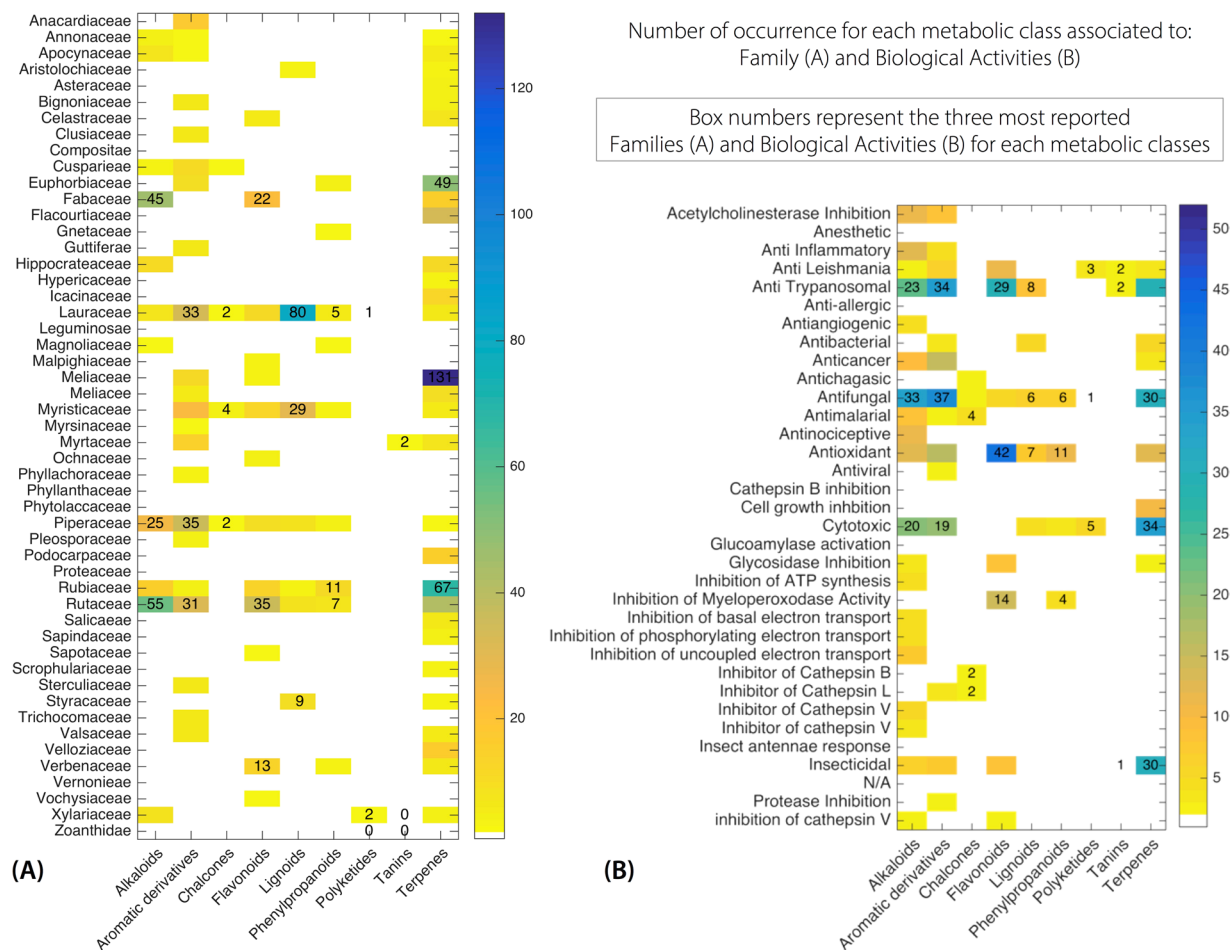 Number of occurrence for each metabolic class associated to:
Family (A) and Biological Activities (B)
Box numbers represent the three most reported
Families (A) and Biological Activities (B) for each metabolic classes
Anacardiaceae
Annonaceae
Apocynaceae
Aristolochiaceae
Asteraceae
Bignoniaceae
Celastraceae
Clusiaceae
Compositae
Cusparieae
Euphorbiaceae 49
Fabaceae 45 22
Flacourtiaceae
Gnetaceae
Guttiferae
Hippocrateaceae
Hypericaceae
Icacinaceae
Lauraceae 33 2 80 5 1
Leguminosae
Magnoliaceae
Malpighiaceae
Meliaceae 131
Meliacee
Myristicaceae 4 29
Myrsinaceae
Myrtaceae 2
Ochnaceae
Phyllachoraceae
Phyllanthaceae
Phytolaccaceae
Piperaceae 25 35 2
Pleosporaceae
Podocarpaceae
Proteaceae
Rubiaceae 11 67
Rutaceae 55 31 35 7
Salicaceae
Sapindaceae
Sapotaceae
Scrophulariaceae
Sterculiaceae
Styracaceae 9
Trichocomaceae
Valsaceae
Velloziaceae
Verbenaceae 13
Vernonieae
Vochysiaceae
Xylariaceae 2 0
Zoanthidae 0 0
Alkaloids
Aromatic derivatives
Chalcones
Flavonoids
Lignoids
Phenylpropanoids
Polyketides
Tanins
Terpenes
120
100
80
60
40
20
(A)
Acetylcholinesterase Inhibition
Anesthetic
Anti Inflammatory
Anti Leishmania 3 2
Anti Trypanosomal 23 34 29 8 2
Anti-allergic
Antiangiogenic
Antibacterial
Anticancer
Antichagasic
Antifungal 33 37 6 6 1 30
Antimalarial 4
Antinociceptive
Antioxidant 42 7 11
Antiviral
Cathepsin B inhibition
Cell growth inhbition
Cytotoxic 20 19 5 34
Glucoamylase activation
Glycosidase Inhibition
Inhibition of ATP synthesis
Inhibition of Myeloperoxodase Activity 14 4
Inhibition of basal electron transport
Inhibition of phosphorylating electron transport
Inhibition of uncoupled electron transport
Inhibitor of Cathepsin B 2
Inhibitor of Cathepsin L 2
Inhibitor of Cathepsin V
Inhibitor of cathepsin V
Insect antennae response
Insecticidal 1 30
N/A
Protease Inhibition
inhibition of cathepsin V
Alkaloids
Aromatic derivatives
Chalcones
Flavonoids
Lignoids
Phenylpropanoids
Polyketides
Tanins
Terpenes
50
45
40
35
30
25
20
15
10
5
(B)